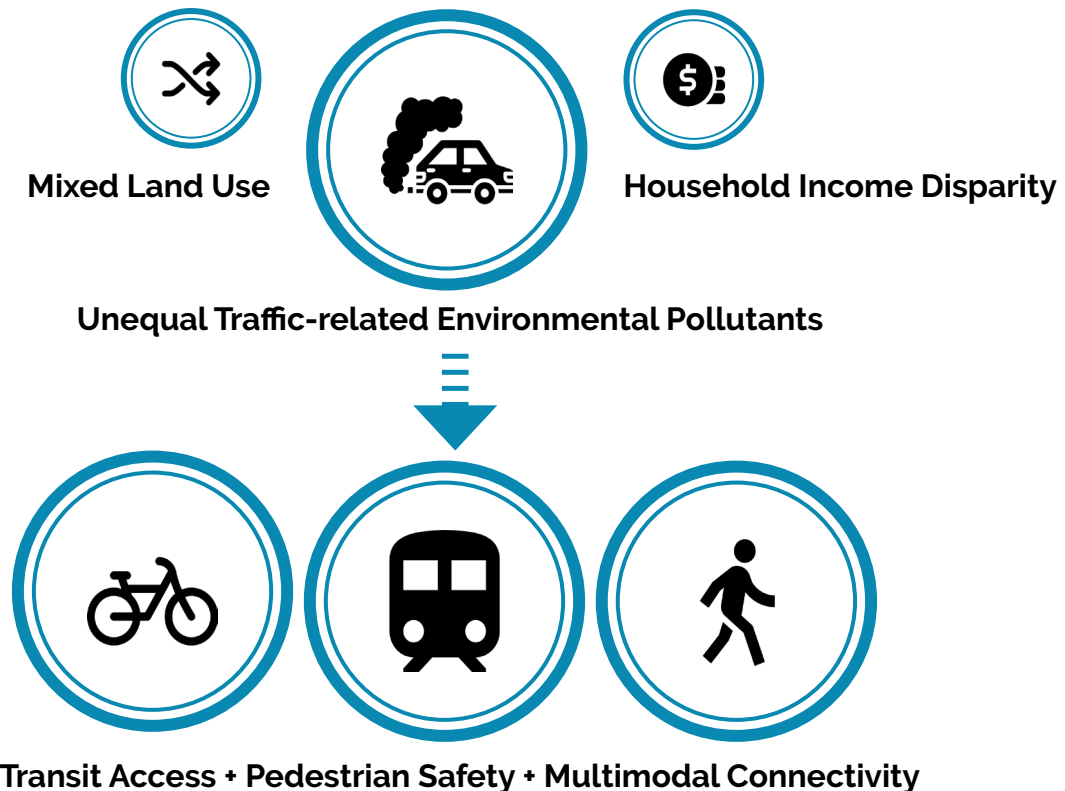 $
Mixed Land Use
Household Income Disparity
Unequal Traffic-related Environmental Pollutants
Transit Access + Pedestrian Safety + Multimodal Connectivity